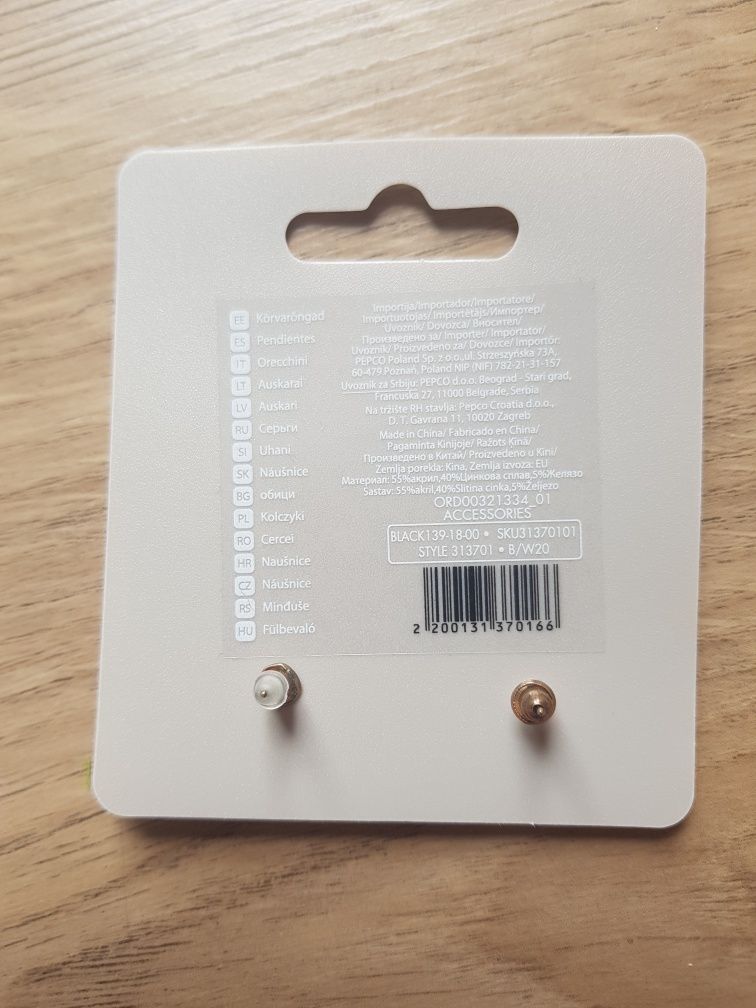 EE Kõrvarõngad
ES Pendientes
IT Orecchini
LT Auskarai
LV Auskari
RU Серьги
SI Uhani
SK Náušnice
BG обици
PL Kolczyki
RO Cercei
HR Naušnice
CZ Náušnice
RS Minđuše
HU Fülbevaló
Importija/Importador/Importatore/
Importuotojas/ Importētājs/Импортер/
Uvoznik/ Dovozca/ Вносител/
Произведено за/ Importer/ Importator/
Uvoznik/ Proizvedeno za/ Dovozce/ Importőr:
PEPCO Poland Sp. z o.o.,ul. Strzeszyńska 73A,
60-479 Poznań, Poland NIP (NIF) 782-21-31-157
Uvoznik za Srbiju: PEPCO d.o.o. Beograd - Stari grad,
Francuska 27, 11000 Belgrade, Serbia
Na tržište RH stavlja: Pepco Croatia d.o.o.,
D. T. Gavrana 11, 10020 Zagreb
Made in China/ Fabricado en China/
Pagaminta Kinijoje/ Ražots Ķīnā/
Произведено в Китай/ Proizvedeno u Kini/
Zemlja porekla: Kina, Zemlja izvoza: EU
Материал: 55%акрил,40%Цинкова сплав,5%Желязо
Sastav: 55%akril,40%Slitina cinka,5%Željezo
ORD00321334_01
ACCESSORIES
BLACK139-18-00 • SKU31370101
STYLE 313701 • B/W20
2 200131 370166